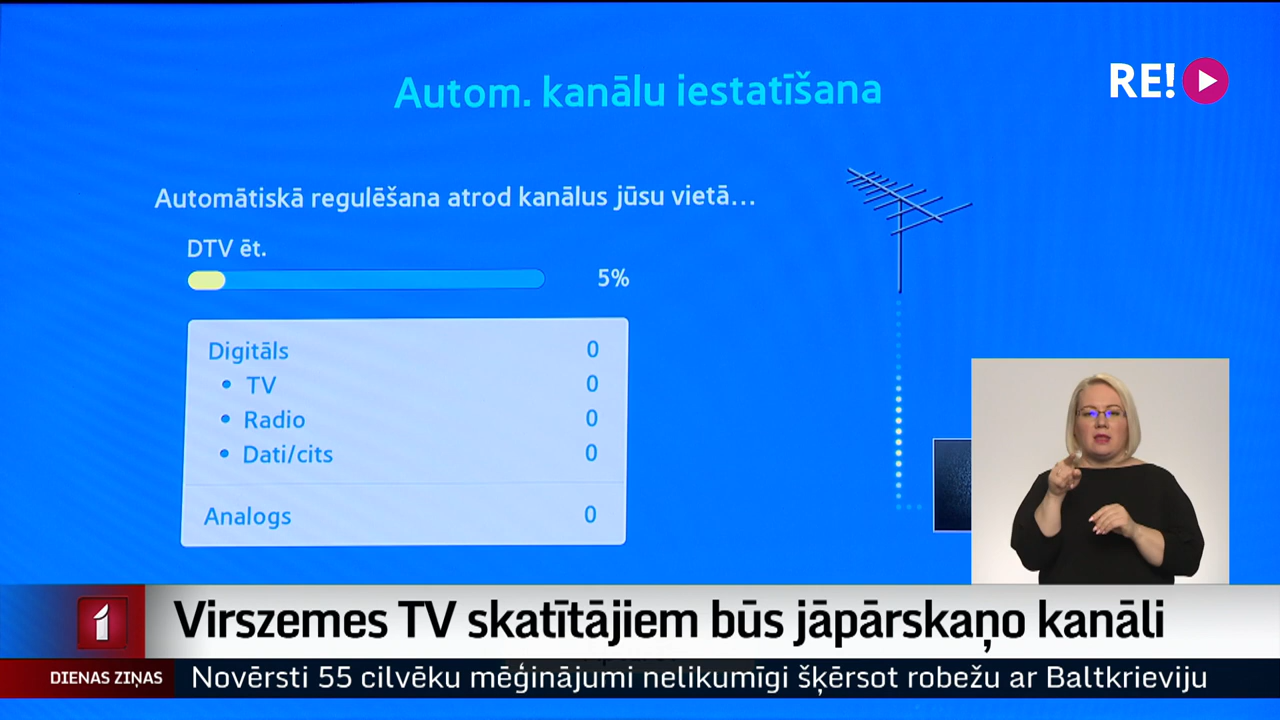 RE!
Autom. kanālu iestatīšana
Automātiskā regulēšana atrod kanālus jūsu vietā...
DTV ēt.
5%
Digitāls 0
• TV 0
• Radio 0
• Dati/cits 0
Analogs 0
1
Virszemes TV skatītājiem būs jāpārskaņo kanāli
DIENAS ZIŅAS
Novērsti 55 cilvēku mēģinājumi nelikumīgi šķērsot robežu ar Baltkrieviju